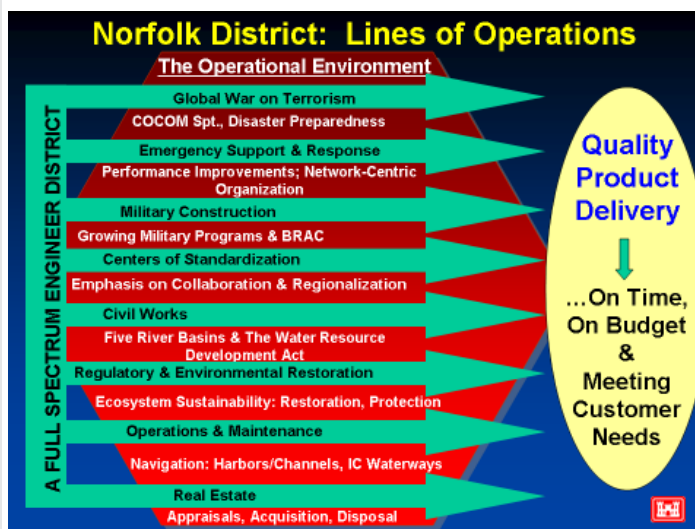 Norfolk District: Lines of Operations
The Operational Environment
A FULL SPECTRUM ENGINEER DISTRICT
Global War on Terrorism
COCOM Spt., Disaster Preparedness
Emergency Support & Response
Performance Improvements; Network-Centric
Organization
Military Construction
Growing Military Programs & BRAC
Centers of Standardization
Emphasis on Collaboration & Regionalization
Civil Works
Five River Basins & The Water Resource
Development Act
Regulatory & Environmental Restoration
Ecosystem Sustainability: Restoration, Protection
Operations & Maintenance
Navigation: Harbors/Channels, IC Waterways
Real Estate
Appraisals, Acquisition, Disposal
Quality
Product
Delivery
...On Time,
On Budget
&
Meeting
Customer
Needs